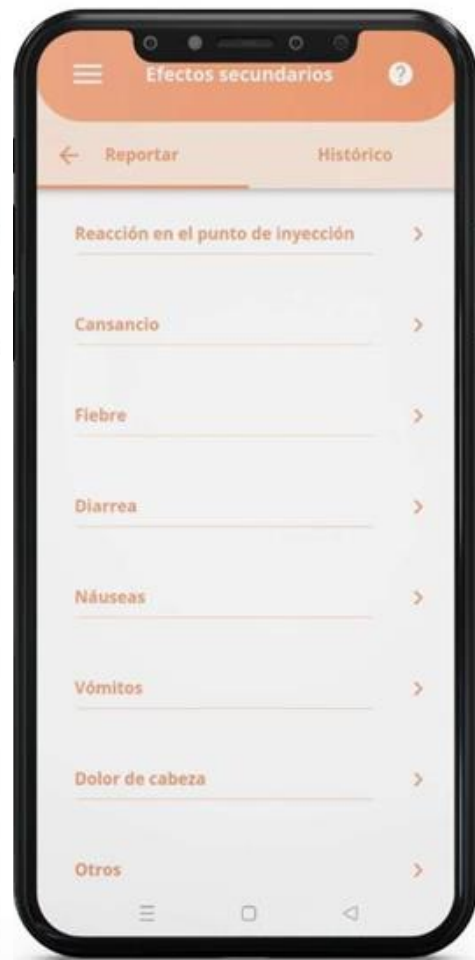 Efectos secundarios
?
Reportar
Histórico
Reacción en el punto de inyección
Cansancio
Fiebre
Diarrea
Náuseas
Vómitos
Dolor de cabeza
Otros